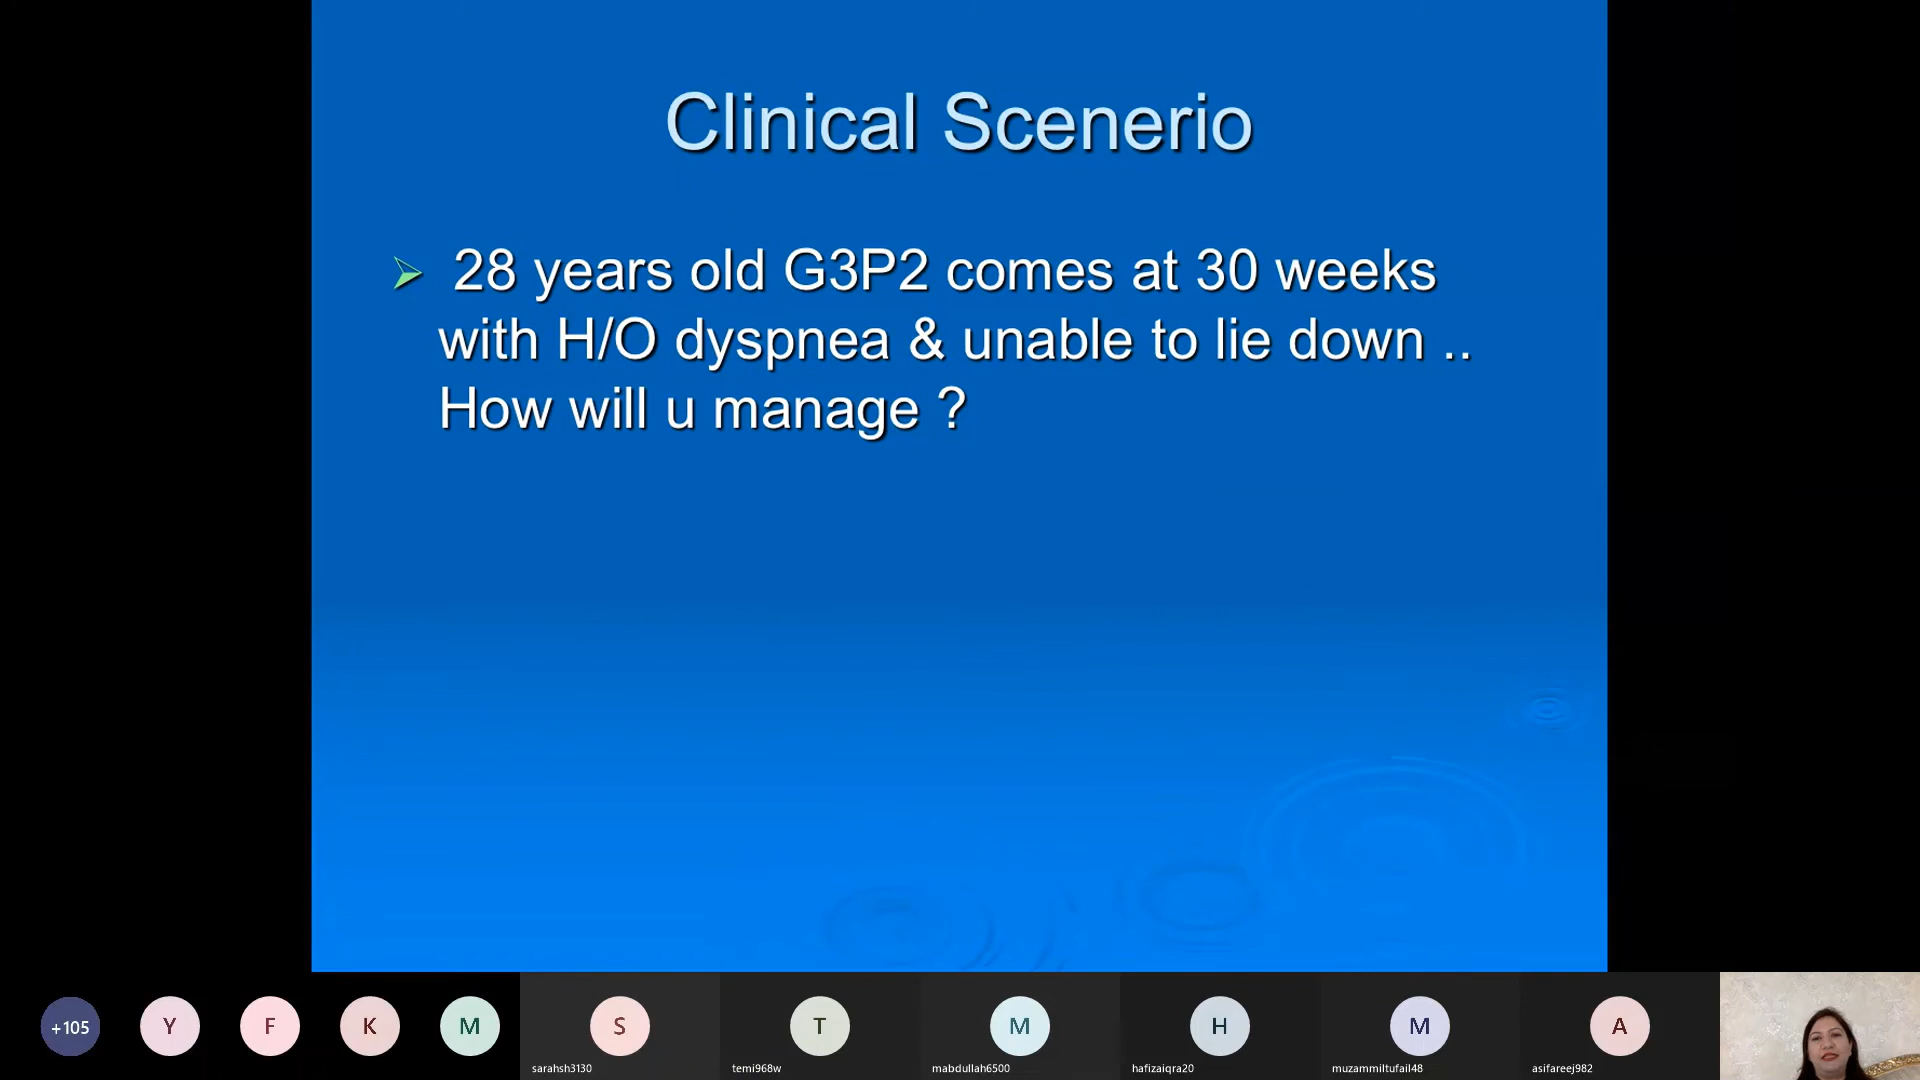 Clinical Scenerio
28 years old G3P2 comes at 30 weeks
with H/O dyspnea & unable to lie down ..
How will u manage ?
+105
Y
F
K
M
S
T
M
H
M
A
sarahsh3130
temi968w
mabdullah6500
hafizaiqra20
muzammiltufail48
asifareej982